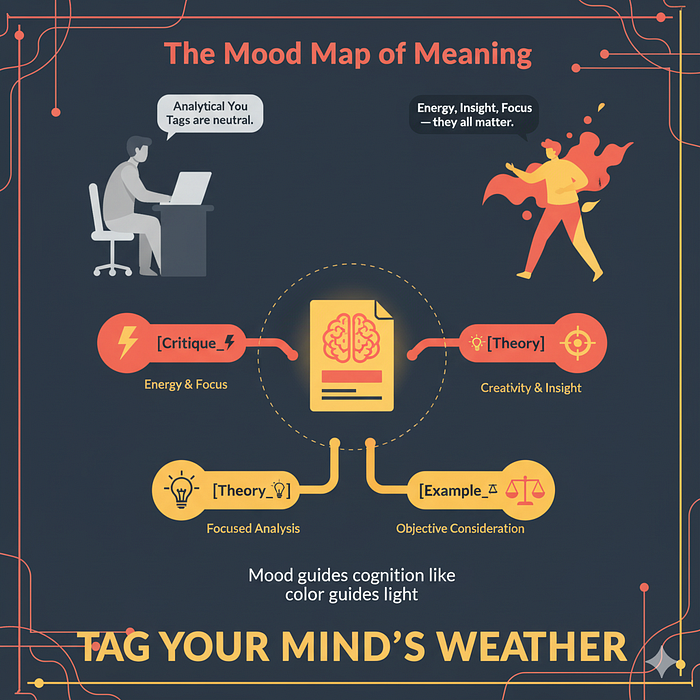 The Mood Map of Meaning
Analytical You
Tags are neutral.
Energy, Insight, Focus
—they all matter.
[Critique_⚡
Energy & Focus
💡[Theory]
Creativity & Insight
[Theory_💡]
Focused Analysis
[Example_⚖
Objective Consideration
Mood guides cognition like
color guides light
TAG YOUR MIND’S WEATHER